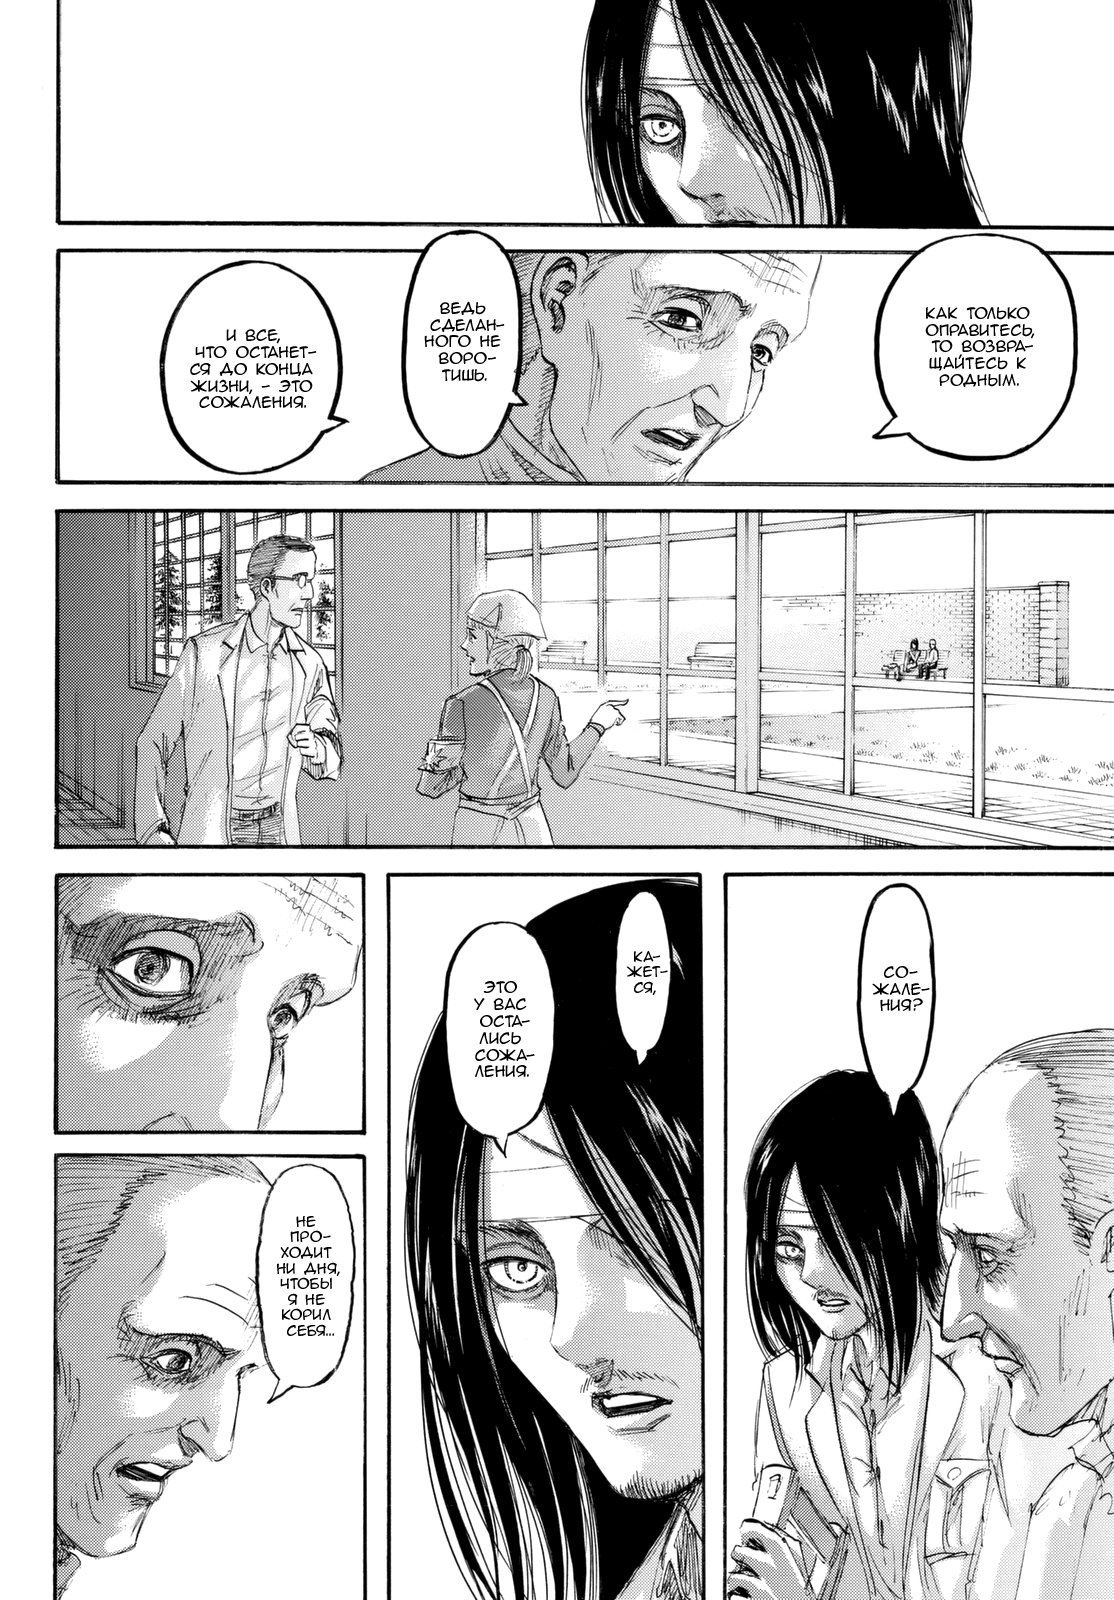 КАК ТОЛЬКО
ОПРАВИТЕСЬ,
ТО ВОЗВРА-
ЩАЙТЕСЬ К
РОДНЫМ.
ВЕДЬ
СДЕЛАН-
НОГО НЕ
ВОРО-
ТИШЬ.
И ВСЕ,
ЧТО ОСТАНЕТ-
СЯ ДО КОНЦА
ЖИЗНИ, - ЭТО
СОЖАЛЕНИЯ.
СО-
ЖАЛЕ-
НИЯ?
КА-
ЖЕТ-
СЯ,
ЭТО
У ВАС
ОСТА-
ЛИСЬ
СОЖА-
ЛЕНИЯ.
НЕ
ПРО-
ХОДИТ
НИ ДНЯ,
ЧТОБЫ
Я НЕ
КОРИЛ
СЕБЯ...